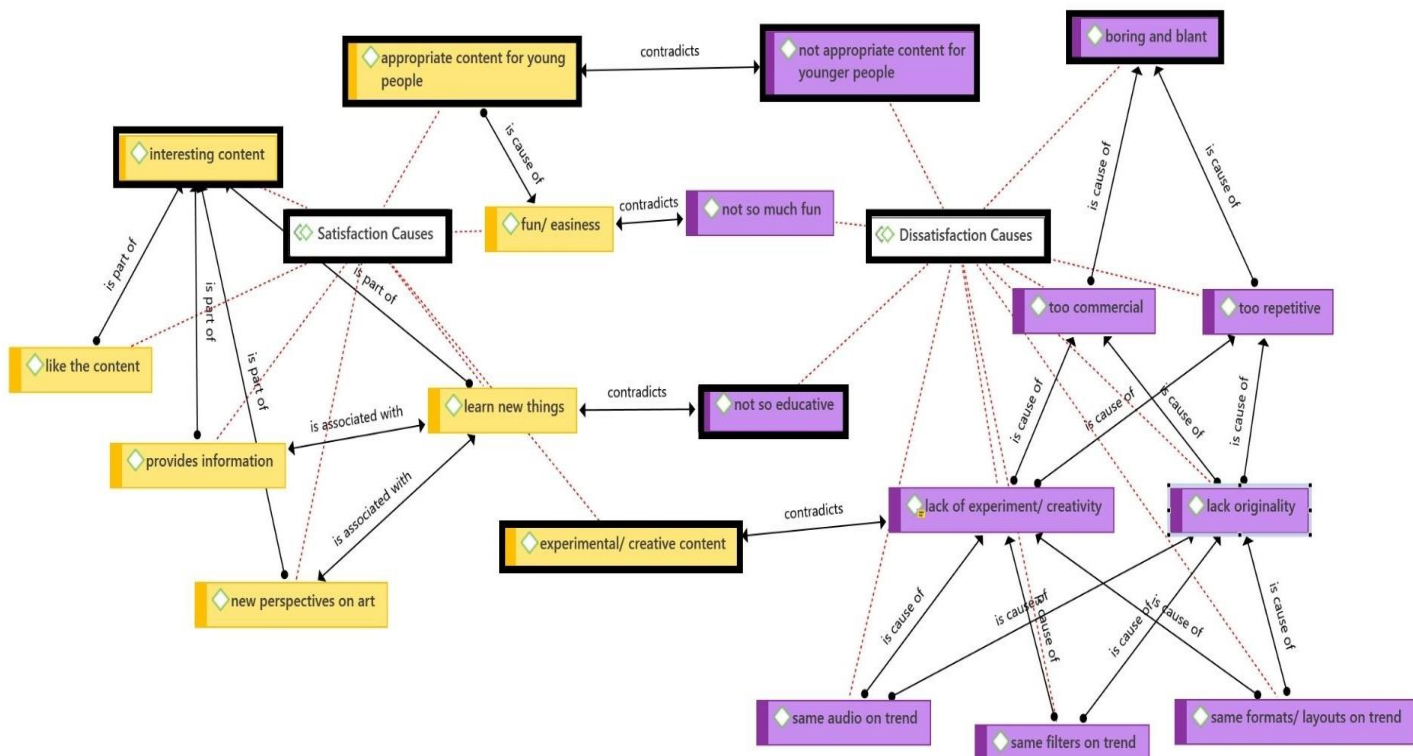 appropriate content for young
people
contradicts
not appropriate content for
younger people
boring and blant
interesting content
is cause of
is cause of
is cause of
Satisfaction Causes
fun/ easiness
contradicts
not so much fun
Dissatisfaction Causes
is part of
is part of
is part of
is part of
too commercial
too repetitive
like the content
learn new things
contradicts
not so educative
is cause of
is cause of
is cause of
is cause of
is associated with
provides information
is associated with
experimental/ creative content
contradicts
lack of experiment/ creativity
lack originality
new perspectives on art
is cause of
is cause of
is cause of
is cause of
is cause of
is cause of
same audio on trend
same filters on trend
same formats/ layouts on trend